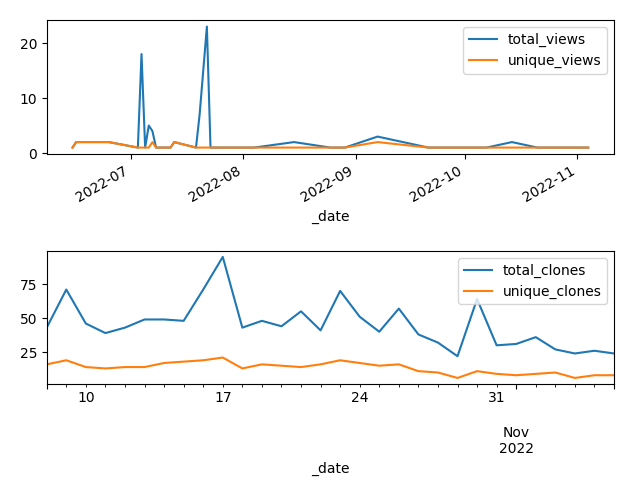 20
10
0
total_views
unique_views
2022-07
2022-08
2022-09
2022-10
2022-11
_date
75
50
25
total_clones
unique_clones
10
17
24
31
Nov
2022
_date